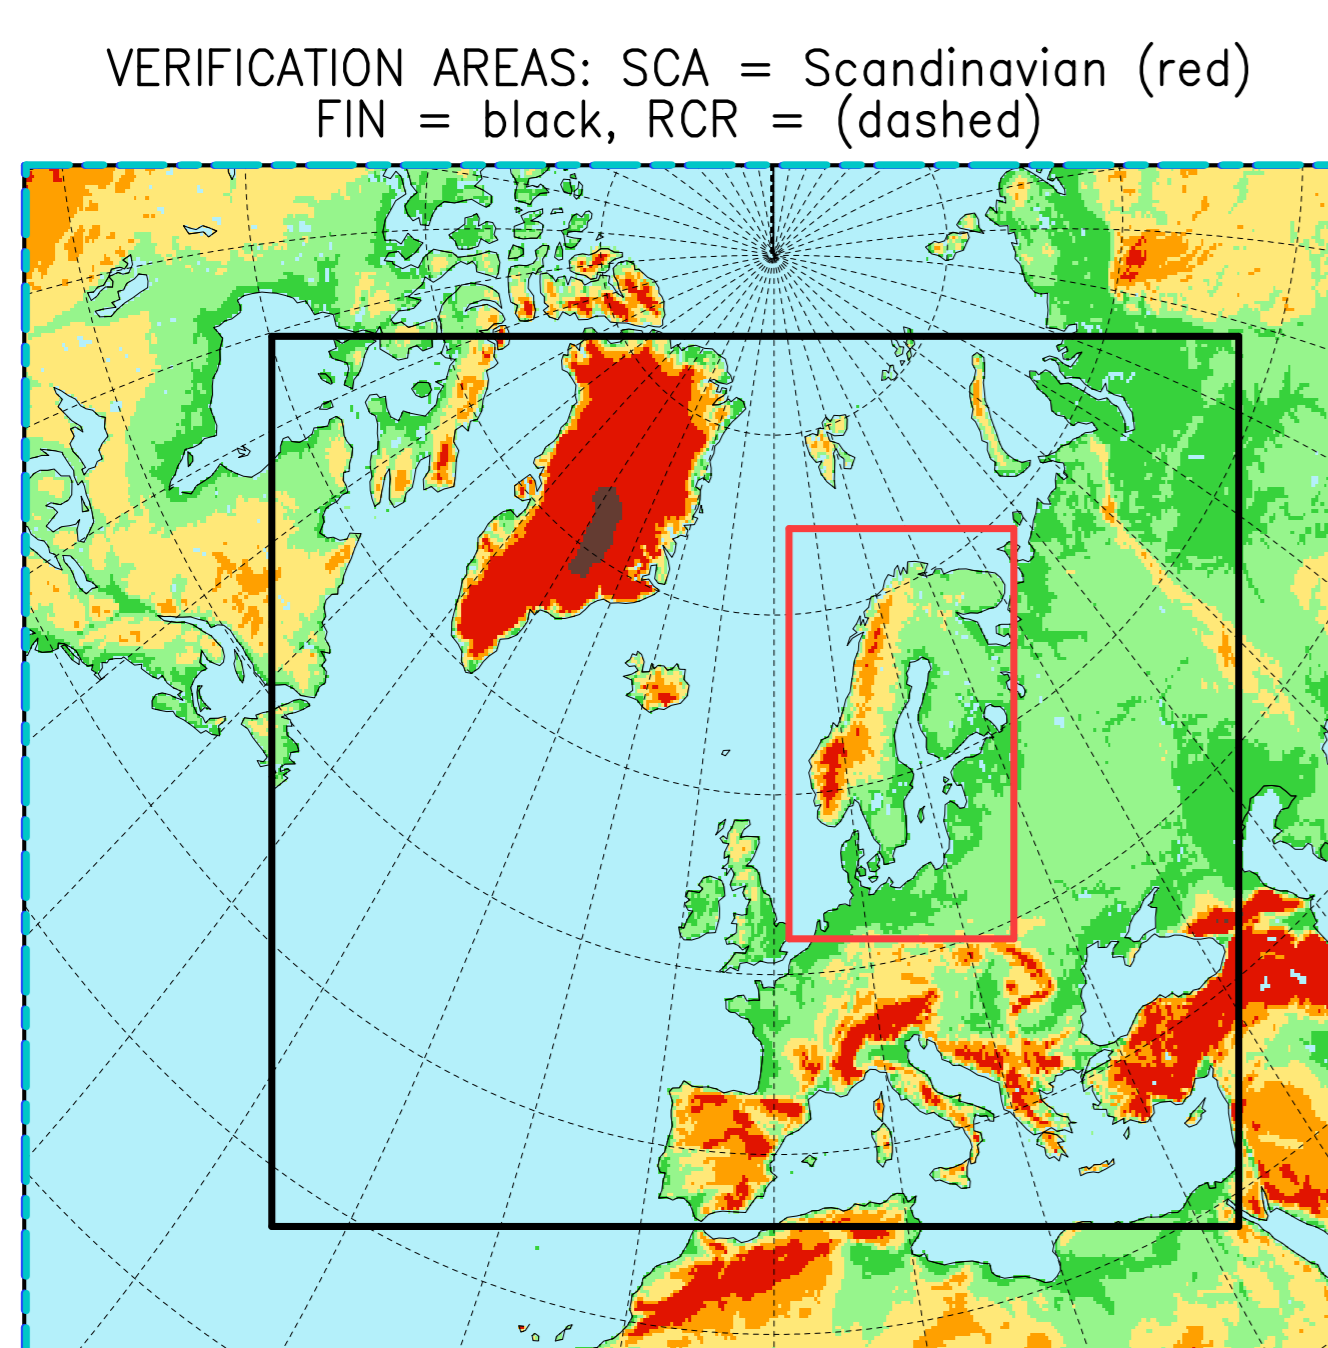 VERIFICATION AREAS: SCA = Scandinavian (red)
FIN = black, RCR = (dashed)